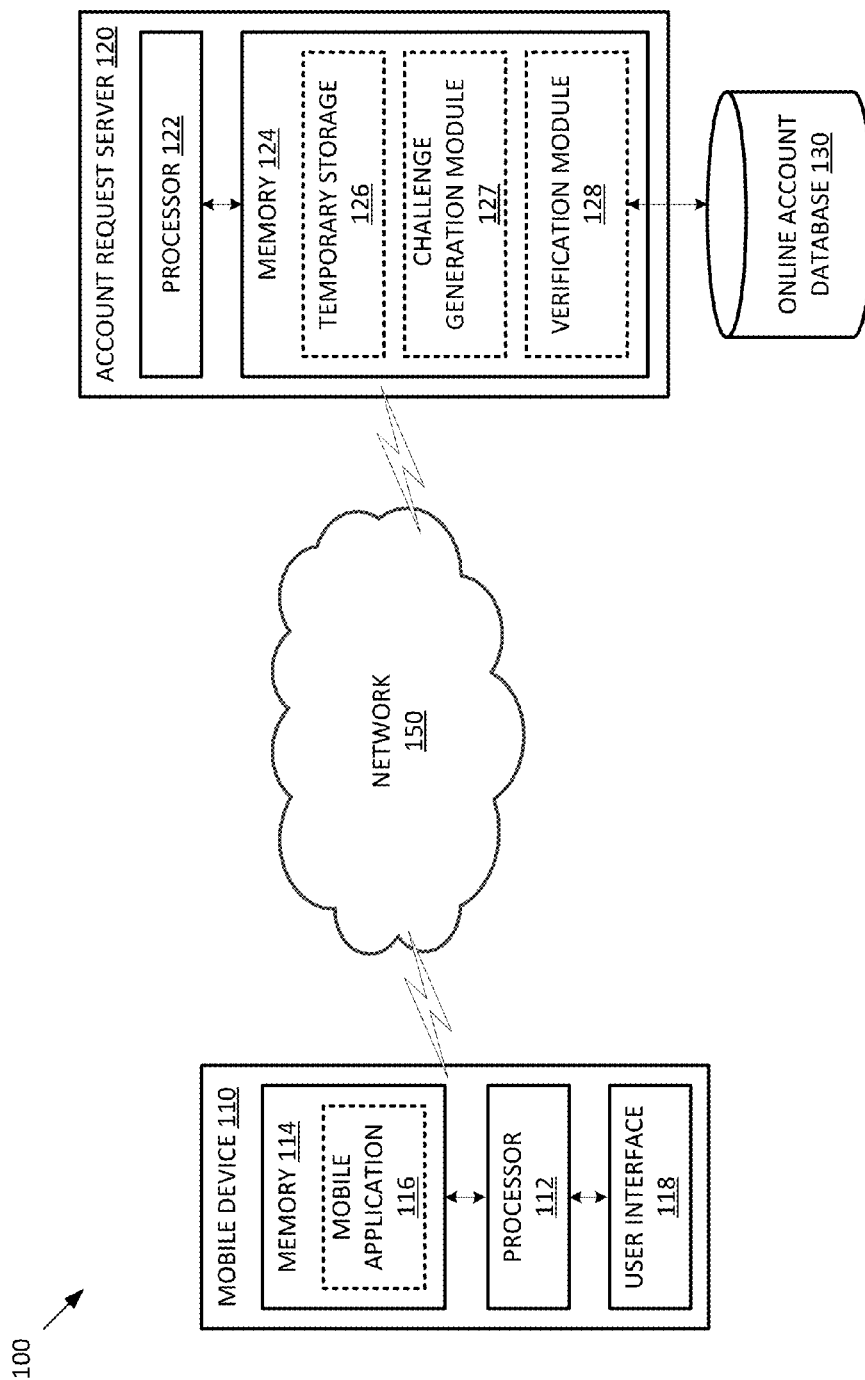 100
MOBILE DEVICE 110
MEMORY 114
MOBILE
APPLICATION
116
PROCESSOR
112
USER INTERFACE
118
NETWORK
150
ACCOUNT REQUEST SERVER 120
PROCESSOR 122
MEMORY 124
TEMPORARY STORAGE
126
CHALLENGE
GENERATION MODULE
127
VERIFICATION MODULE
128
ONLINE ACCOUNT
DATABASE 130